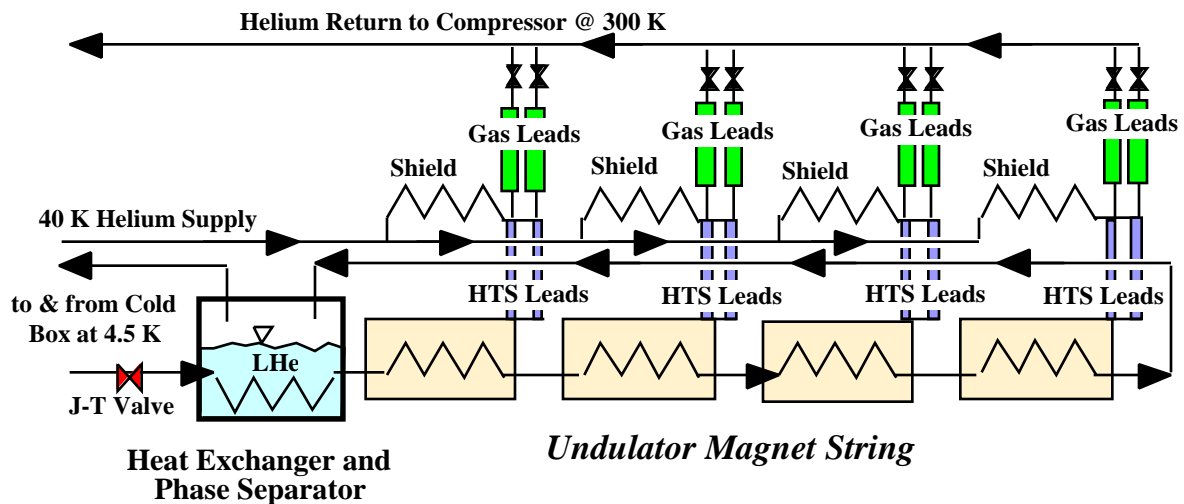 Helium Return to Compressor @ 300 K
Gas Leads
Gas Leads
Gas Leads
Gas Leads
Shield
Shield
Shield
Shield
40 K Helium Supply
to & from Cold
Box at 4.5 K
HTS Leads
HTS Leads
HTS Leads
HTS Leads
LHe
J-T Valve
Undulator Magnet String
Heat Exchanger and
Phase Separator